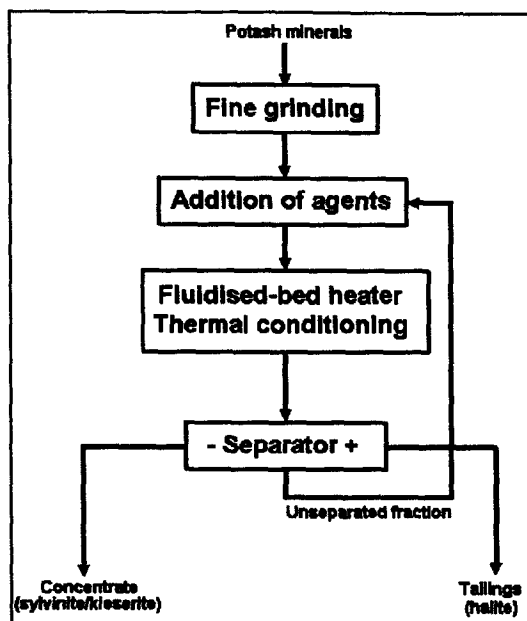 Potash minerals
Fine grinding
Addition of agents
Fluidised-bed heater
Thermal conditioning
- Separator +
Unseparated fraction
Concentrate
(sylvinite/kieserite)
Tailings
(halite)